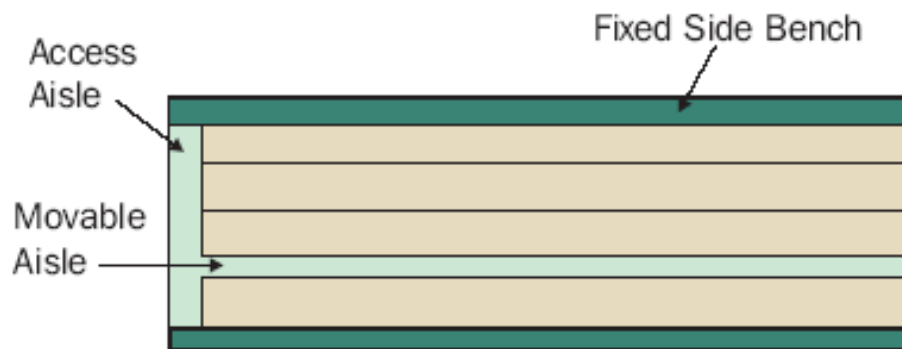 Fixed Side Bench
Access
Aisle
Movable
Aisle